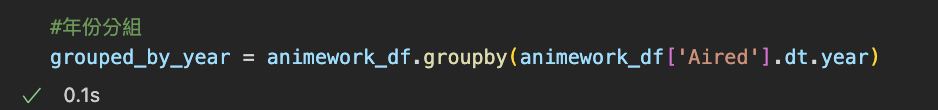 #年份分組
grouped_by_year = animework_df.groupby(animework_df['Aired'].dt.year)
✓ 0.1s